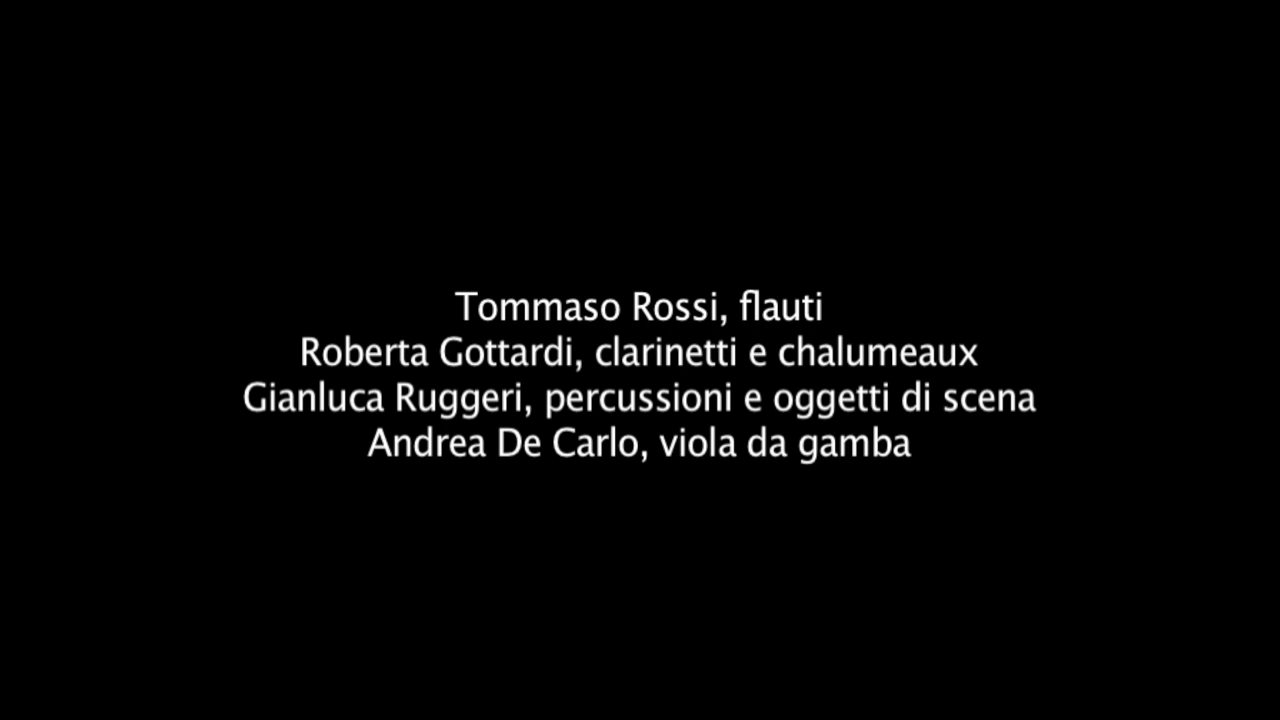 Tommaso Rossi, flauti
Roberta Gottardi, clarinetti e chalumeaux
Gianluca Ruggeri, percussioni e oggetti di scena
Andrea De Carlo, viola da gamba